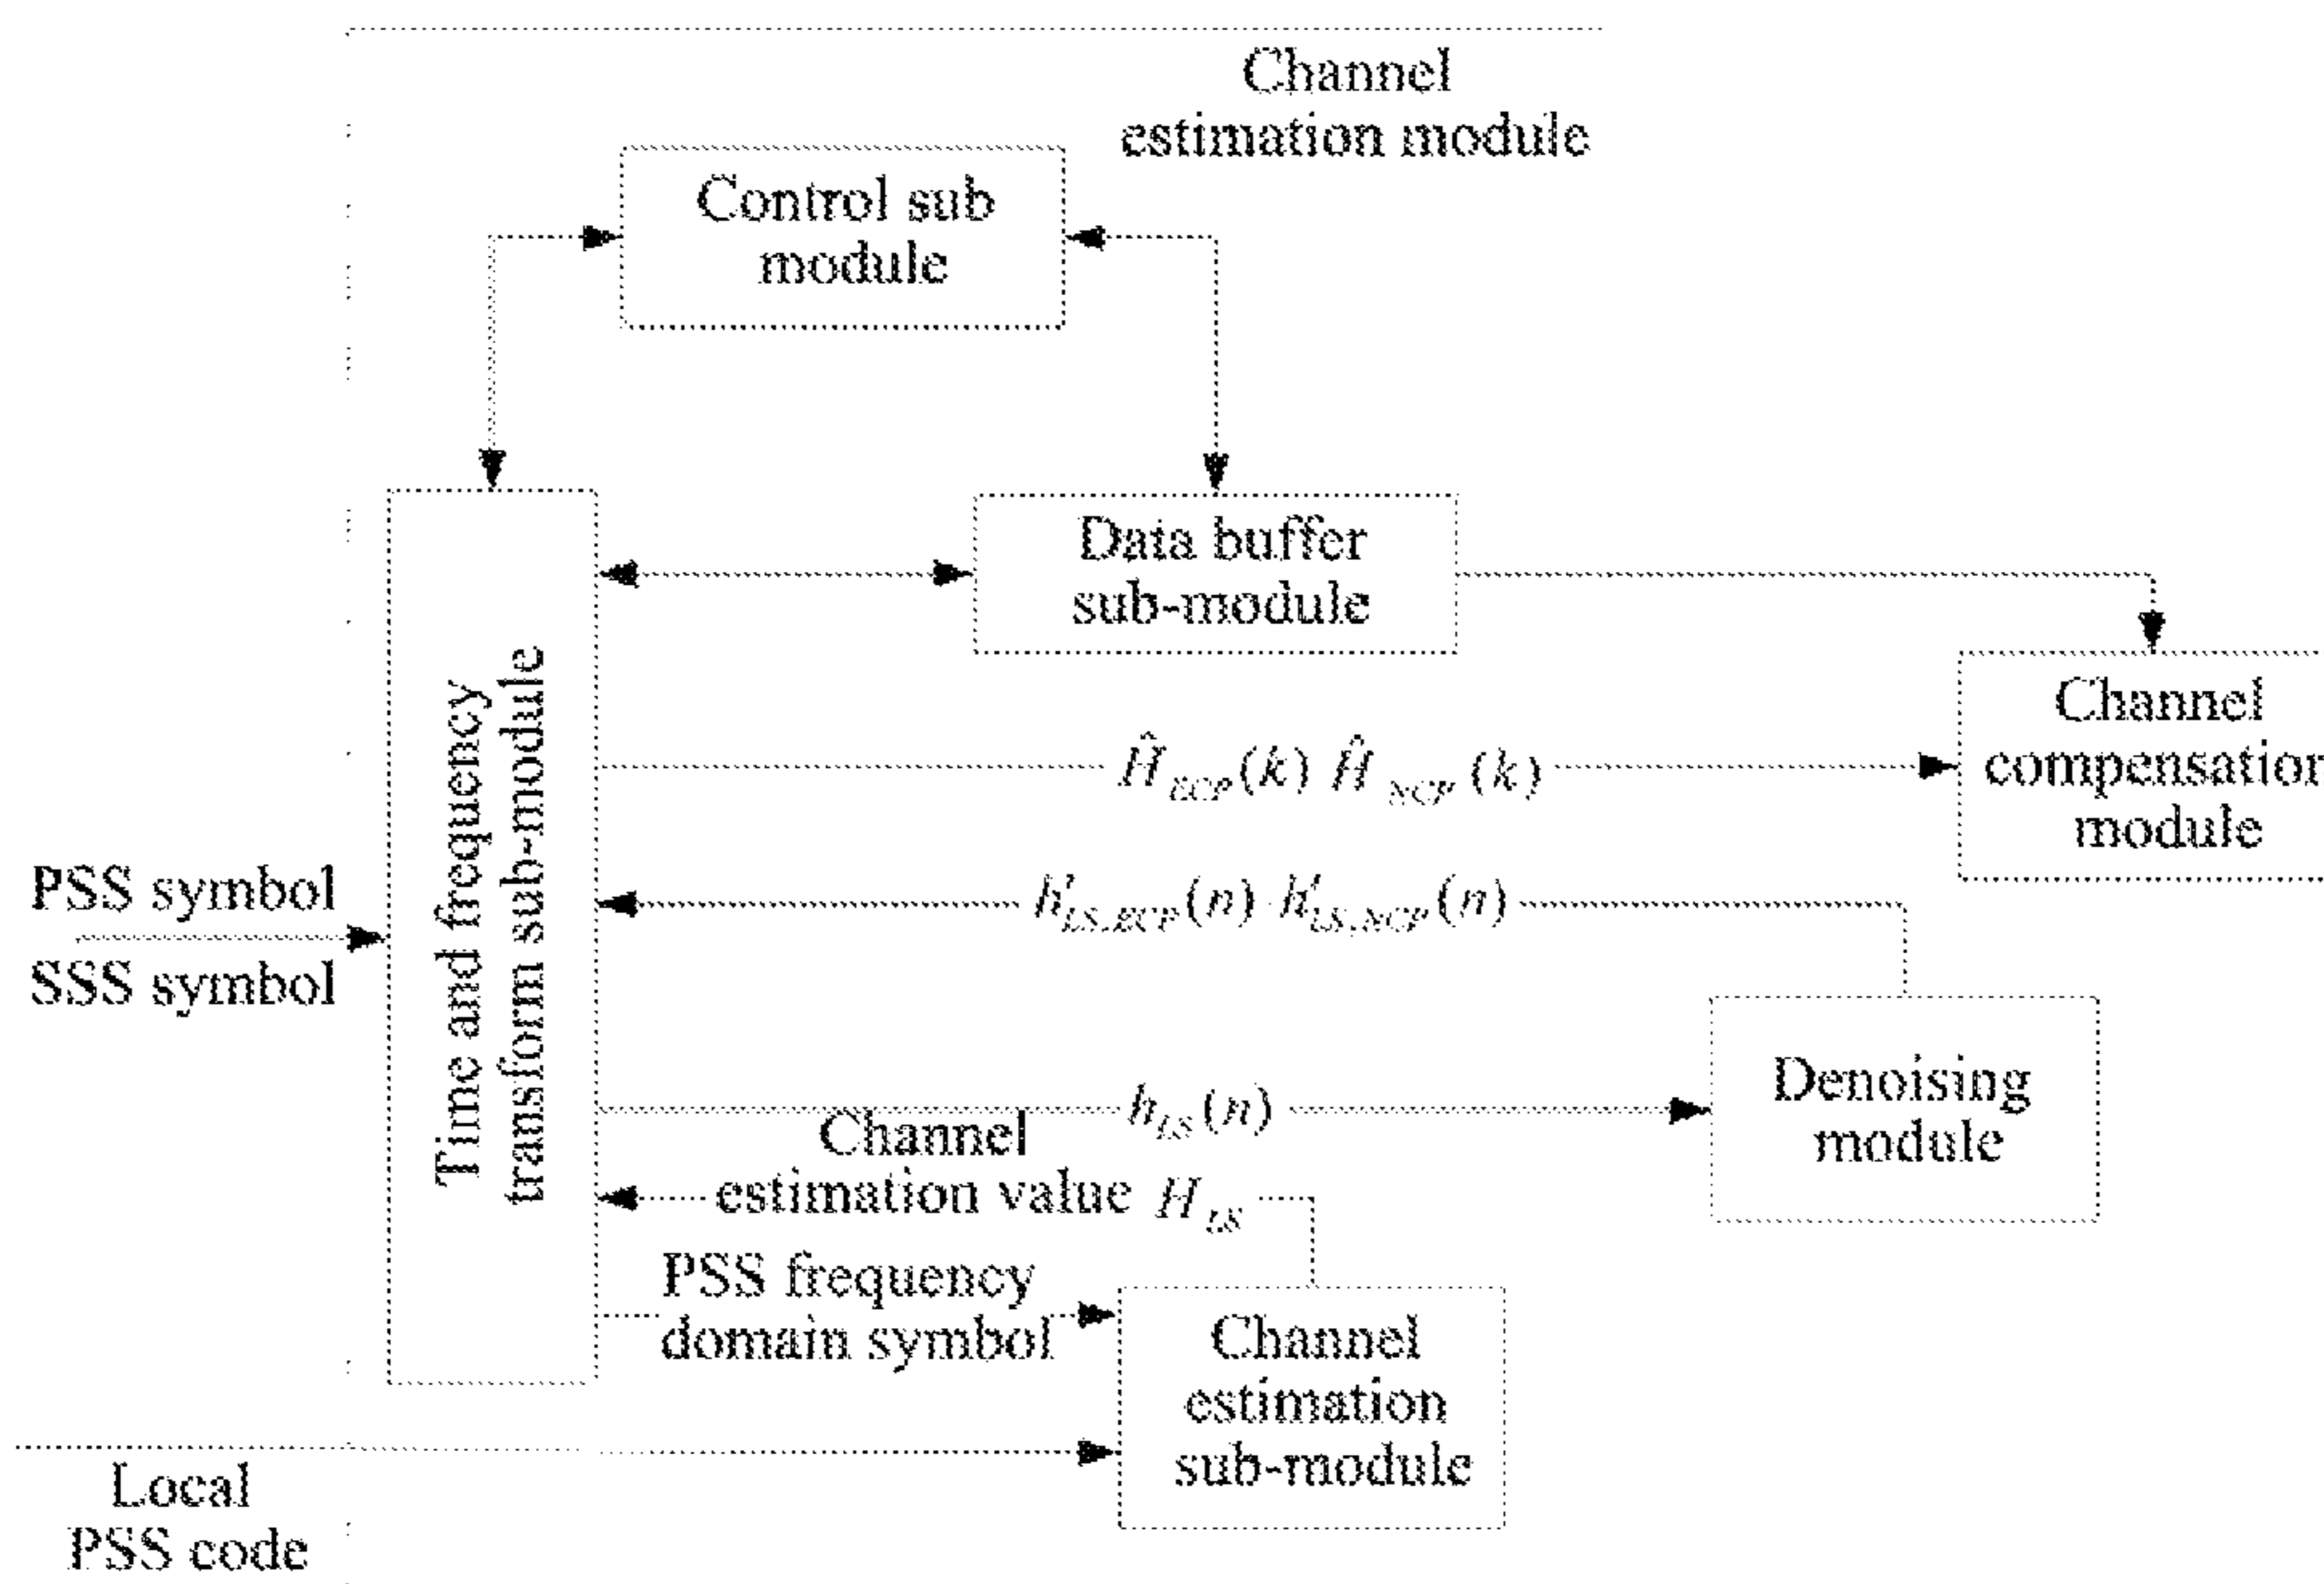 Channel
estimation module
Control sub
module
Data buffer
sub-module
Time and frequency
transform sub-module
Channel
compensation
module
Ĥ_ECP(k) Ĥ_NCP(k)
PSS symbol
SSS symbol
h'_LS,ECP(n) h'_LS,NCP(n)
h_LS(n)
Denoising
module
Channel
estimation value H_LS
PSS frequency
domain symbol
Channel
estimation
sub-module
Local
PSS code